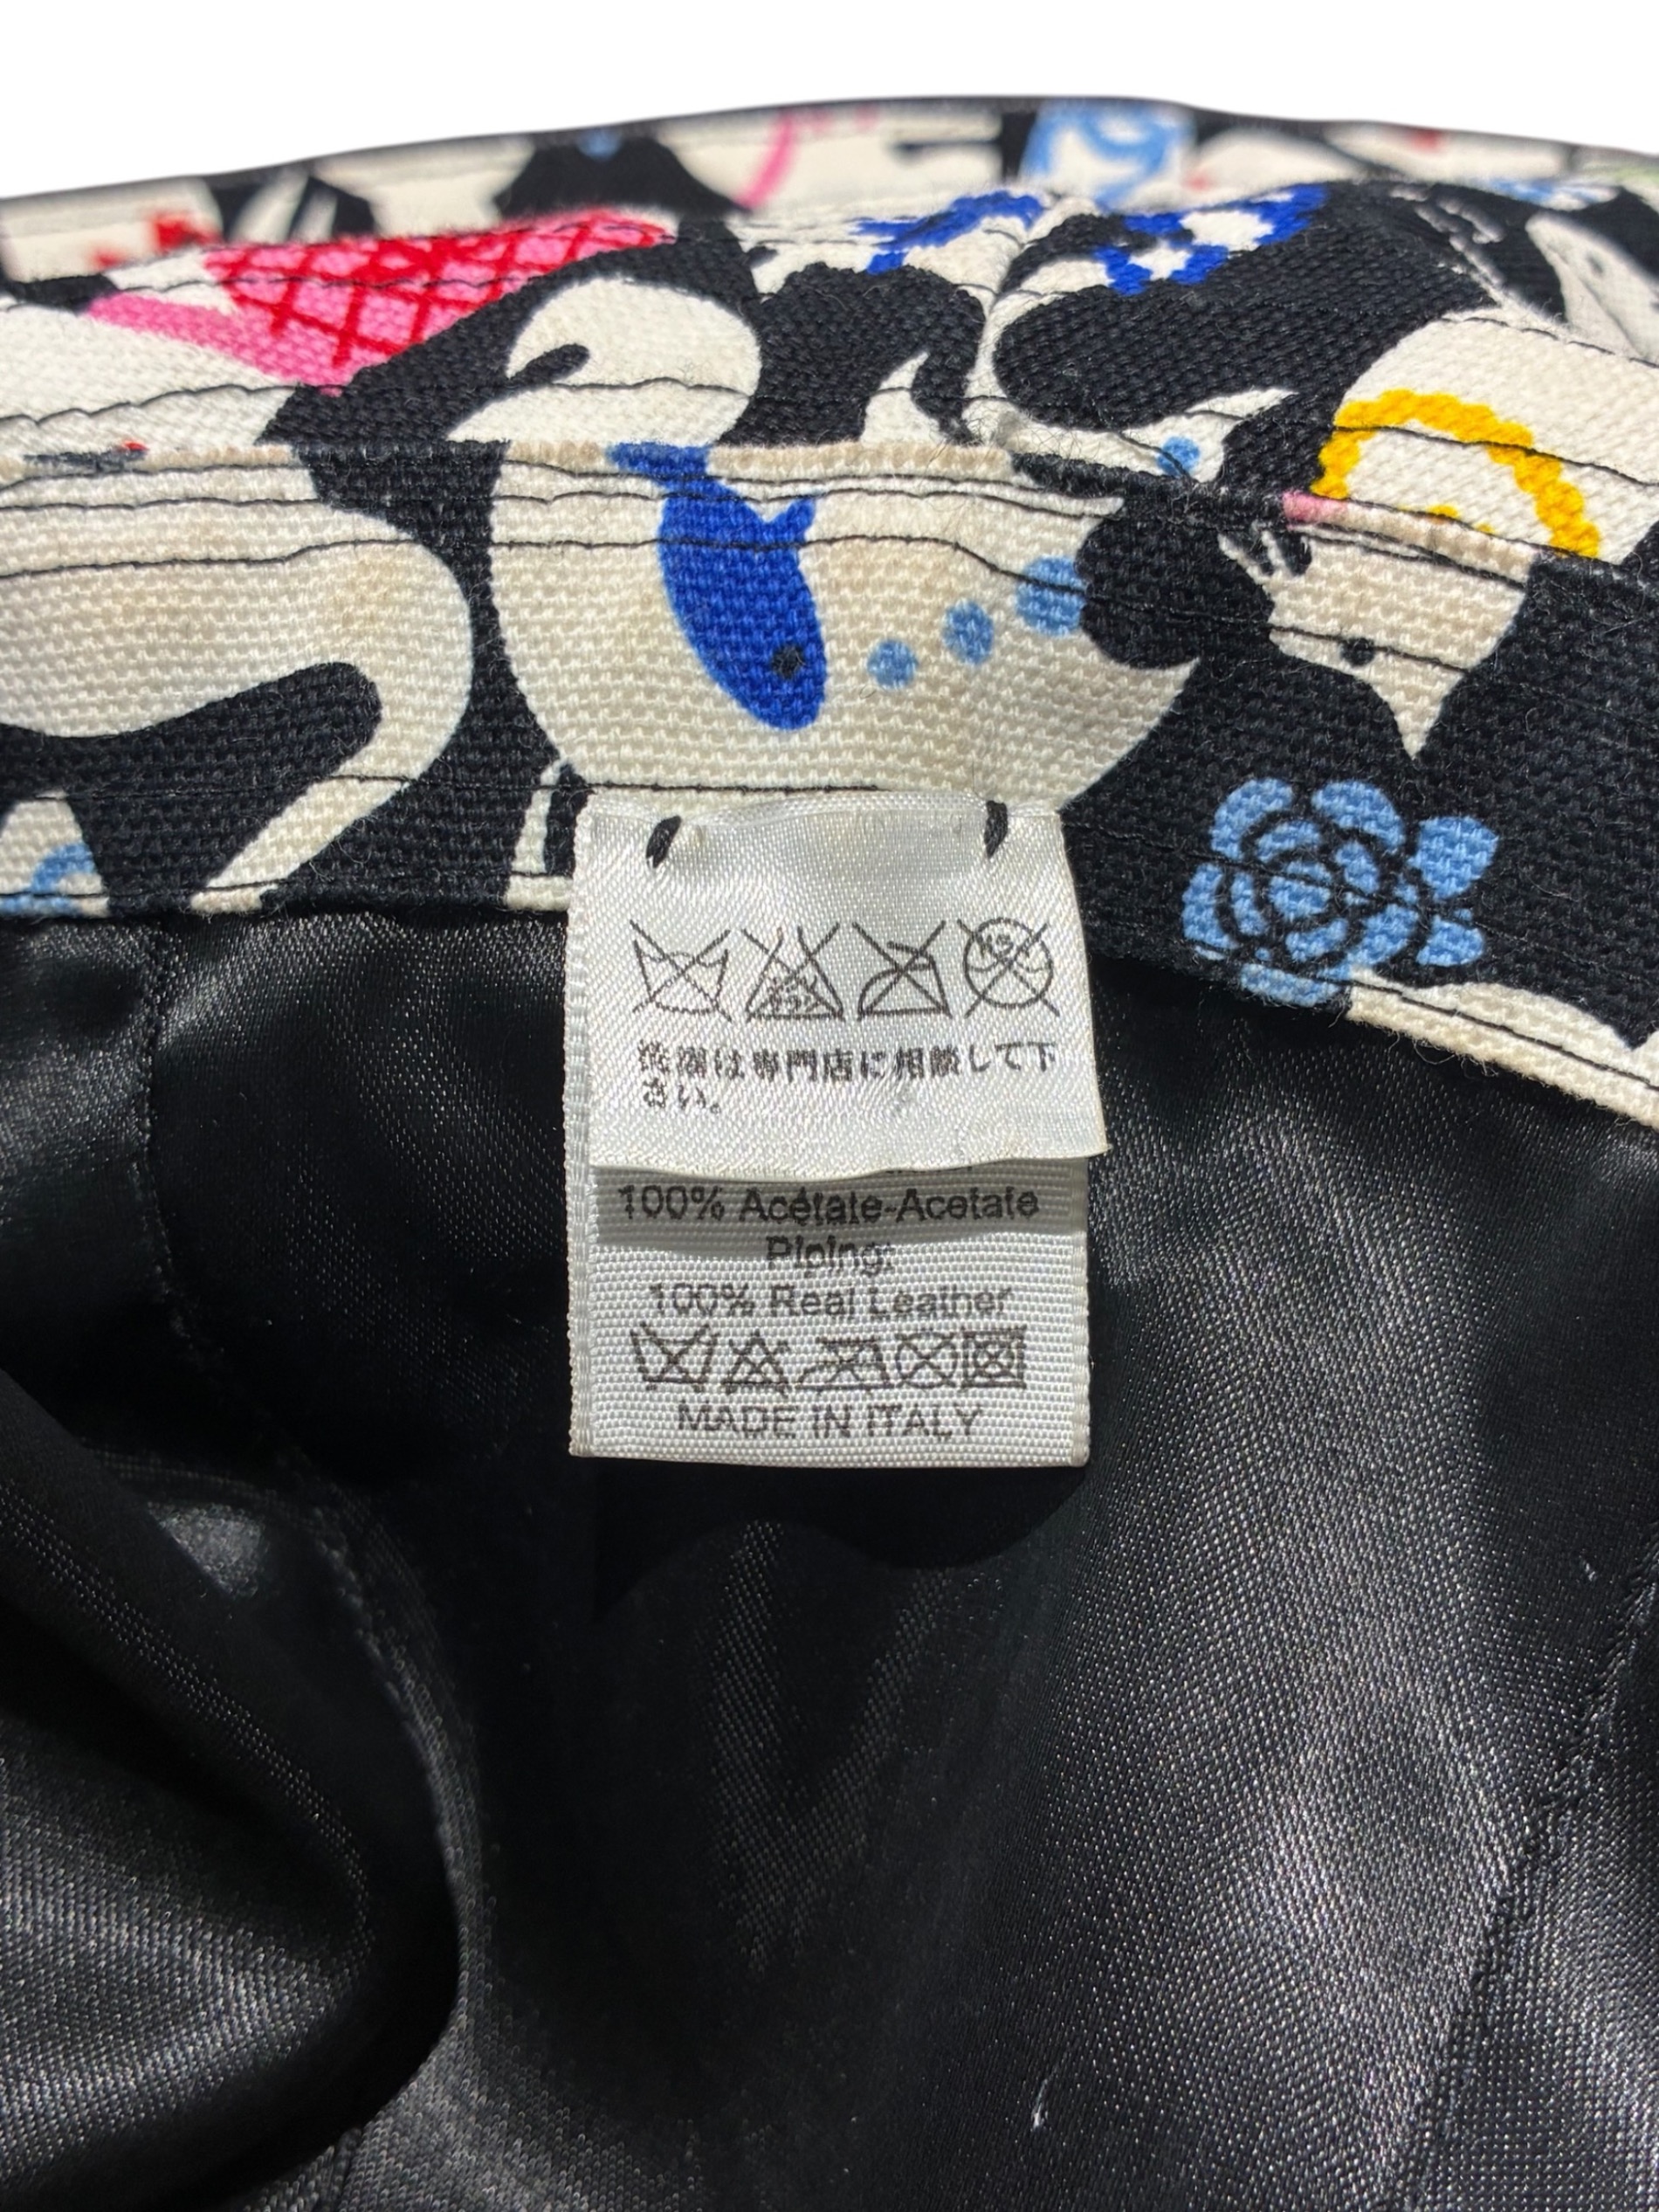 洗濯は専門店に相談して下
さい。
100% Acétate-Acetate
Piping:
100% Real Leather
MADE IN ITALY